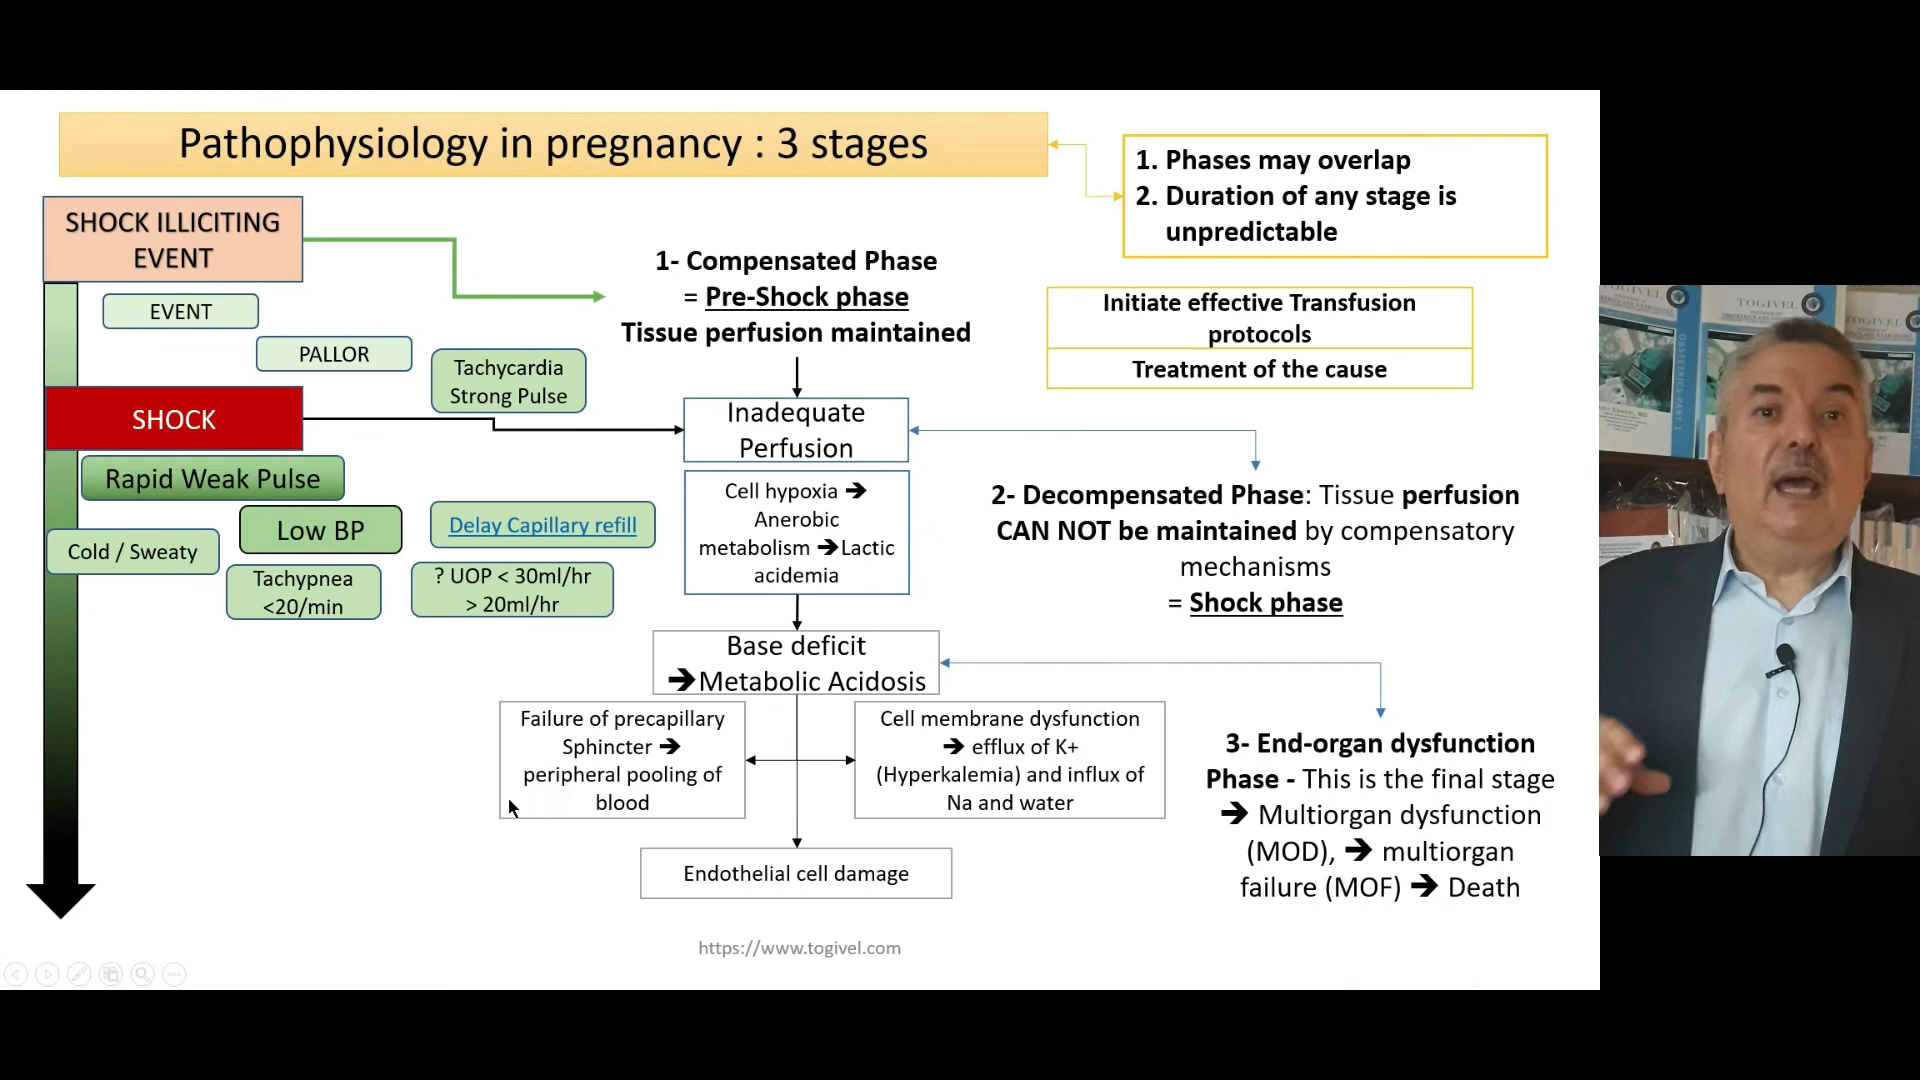 Pathophysiology in pregnancy : 3 stages
1. Phases may overlap
2. Duration of any stage is
unpredictable
SHOCK ILLICITING
EVENT
EVENT
PALLOR
Tachycardia
Strong Pulse
1- Compensated Phase
= Pre-Shock phase
Tissue perfusion maintained
Initiate effective Transfusion
protocols
Treatment of the cause
SHOCK
Inadequate
Perfusion
Rapid Weak Pulse
Low BP
Delay Capillary refill
Cold / Sweaty
Tachypnea
<20/min
? UOP < 30ml/hr
> 20ml/hr
Cell hypoxia ➔
Anerobic
metabolism ➔Lactic
acidemia
2- Decompensated Phase: Tissue perfusion
CAN NOT be maintained by compensatory
mechanisms
= Shock phase
Base deficit
➔Metabolic Acidosis
Failure of precapillary
Sphincter ➔
peripheral pooling of
blood
Cell membrane dysfunction
➔ efflux of K+
(Hyperkalemia) and influx of
Na and water
3- End-organ dysfunction
Phase - This is the final stage
➔ Multiorgan dysfunction
(MOD), ➔ multiorgan
failure (MOF) ➔ Death
Endothelial cell damage
https://www.togivel.com
TOGIVEL
TOGIVEL